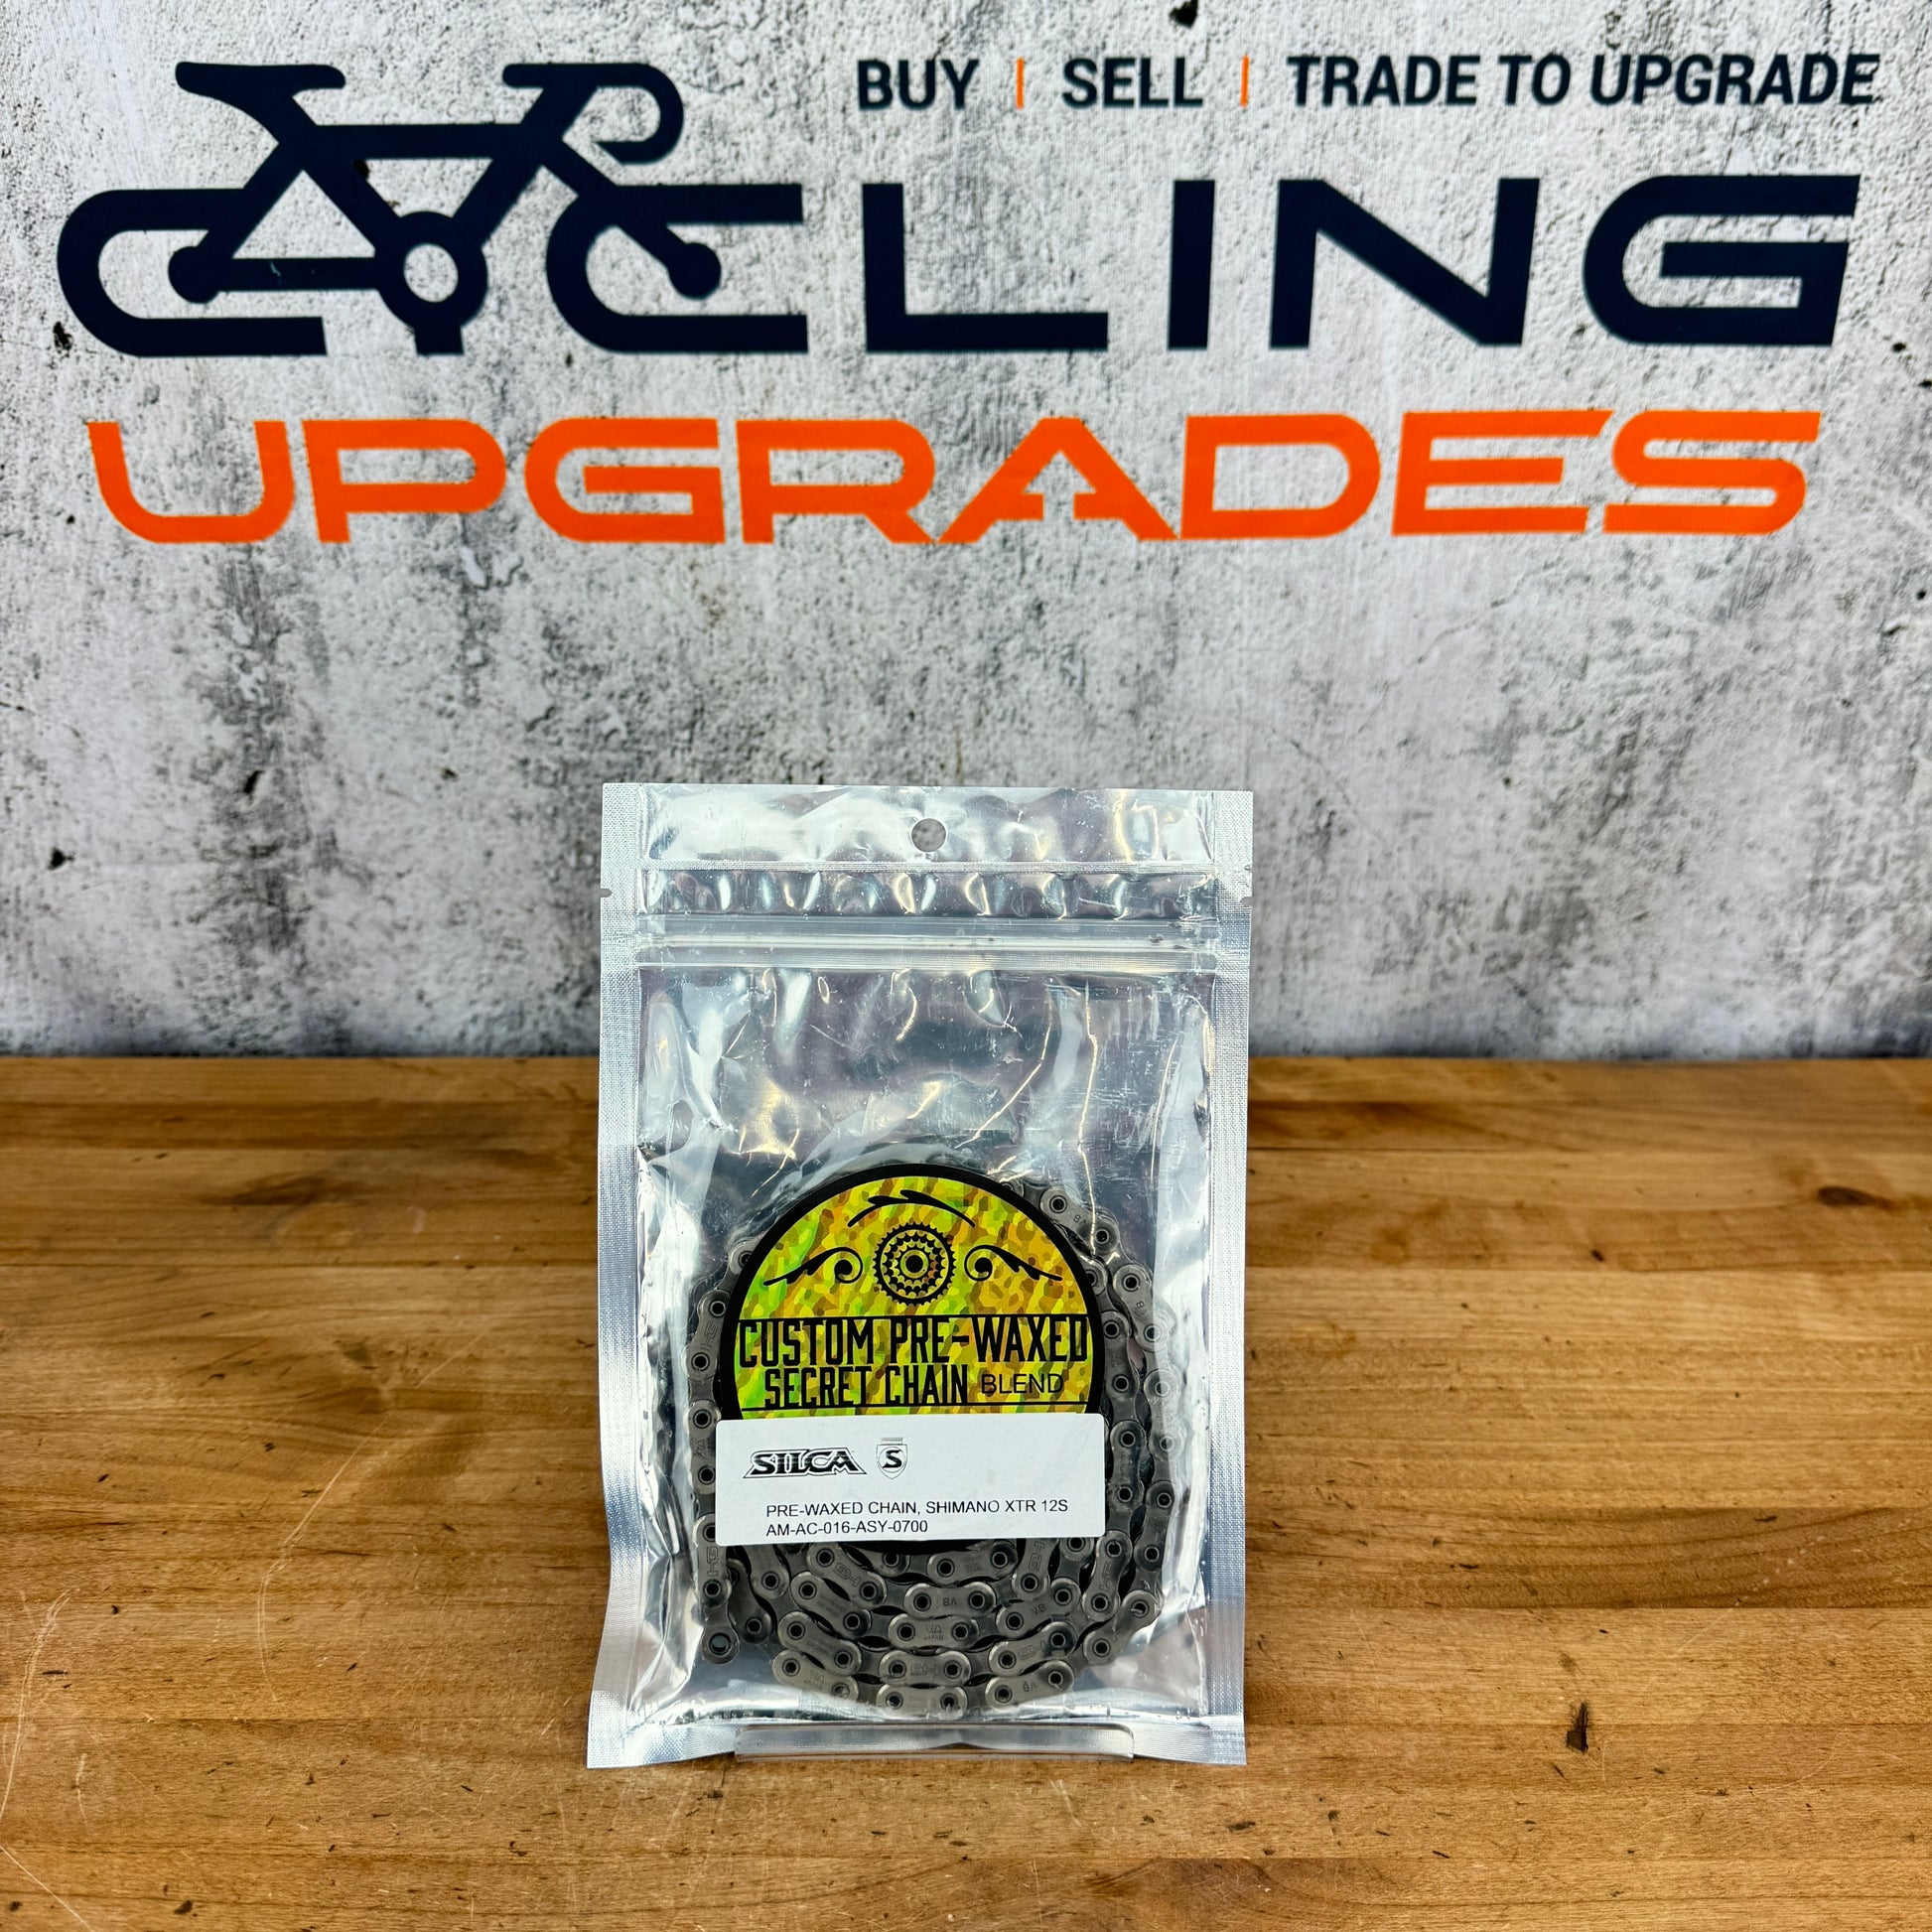 BUY | SELL | TRADE TO UPGRADE
CYCLING
UPGRADES
CUSTOM PRE-WAXED
SECRET CHAIN BLEND
SILCA S
PRE-WAXED CHAIN, SHIMANO XTR 12S
AM-AC-016-ASY-0700